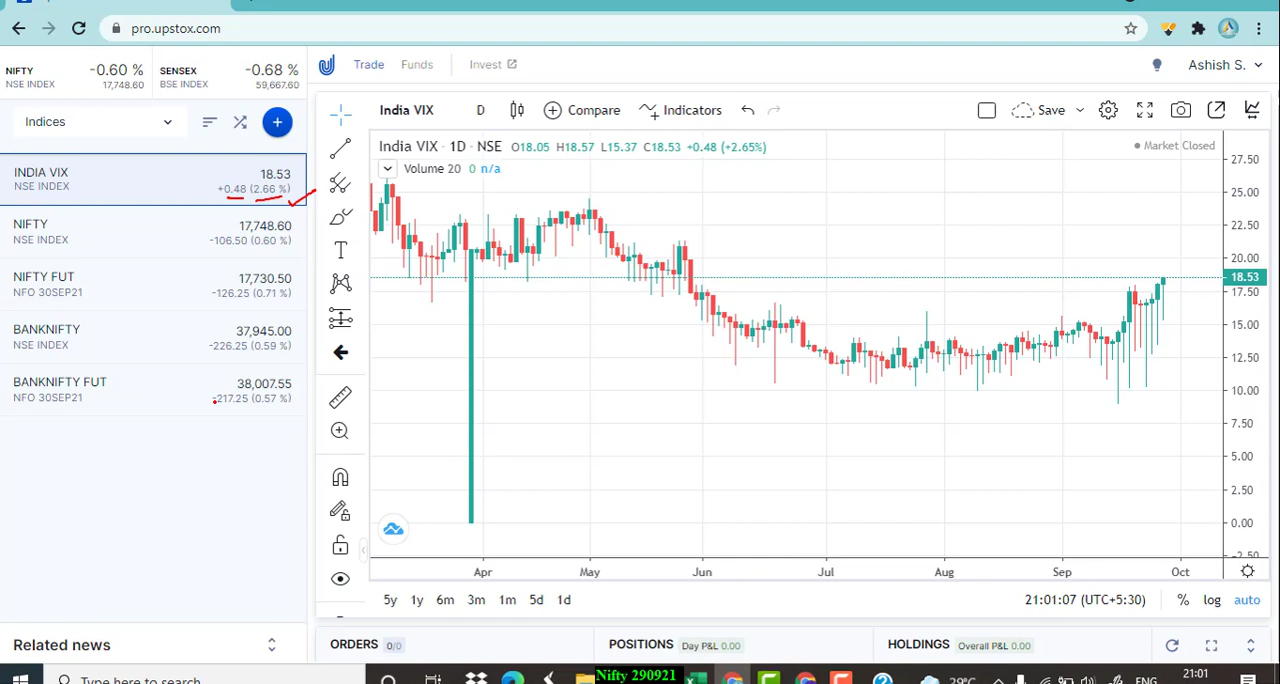 pro.upstox.com
NIFTY -0.60 % SENSEX -0.68 %
NSE INDEX 17,748.60 BSE INDEX 59,667.60
Trade Funds Invest Ashish S.
Indices
India VIX D Compare Indicators Save
India VIX · 1D · NSE O18.05 H18.57 L15.37 C18.53 +0.48 (+2.65%) Market Closed
Volume 20 0 n/a
INDIA VIX 18.53
NSE INDEX +0.48 (2.66 %)
NIFTY 17,748.60
NSE INDEX -106.50 (0.60 %)
NIFTY FUT 17,730.50
NFO 30SEP21 -126.25 (0.71 %)
BANKNIFTY 37,945.00
NSE INDEX -226.25 (0.59 %)
BANKNIFTY FUT 38,007.55
NFO 30SEP21 -217.25 (0.57 %)
27.50
25.00
22.50
20.00
18.53
17.50
15.00
12.50
10.00
7.50
5.00
2.50
0.00
-2.50
Apr May Jun Jul Aug Sep Oct
5y 1y 6m 3m 1m 5d 1d 21:01:07 (UTC+5:30) % log auto
Related news
ORDERS 0/0 POSITIONS Day P&L 0.00 HOLDINGS Overall P&L 0.00
Type here to search Nifty 290921 29°C ENG 21:01